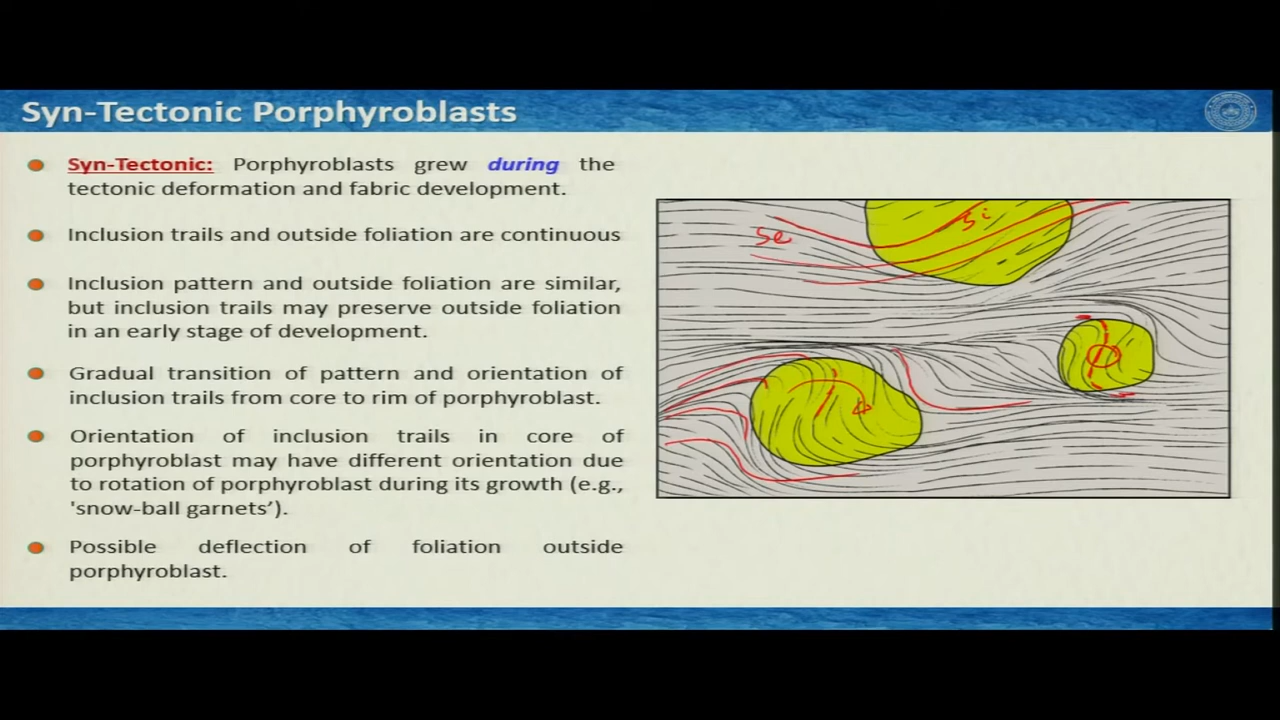 Syn-Tectonic Porphyroblasts
Syn-Tectonic: Porphyroblasts grew during the
tectonic deformation and fabric development.
Inclusion trails and outside foliation are continuous
Inclusion pattern and outside foliation are similar,
but inclusion trails may preserve outside foliation
in an early stage of development.
Gradual transition of pattern and orientation of
inclusion trails from core to rim of porphyroblast.
Orientation of inclusion trails in core of
porphyroblast may have different orientation due
to rotation of porphyroblast during its growth (e.g.,
'snow-ball garnets’).
Possible deflection of foliation outside
porphyroblast.
Se
Si